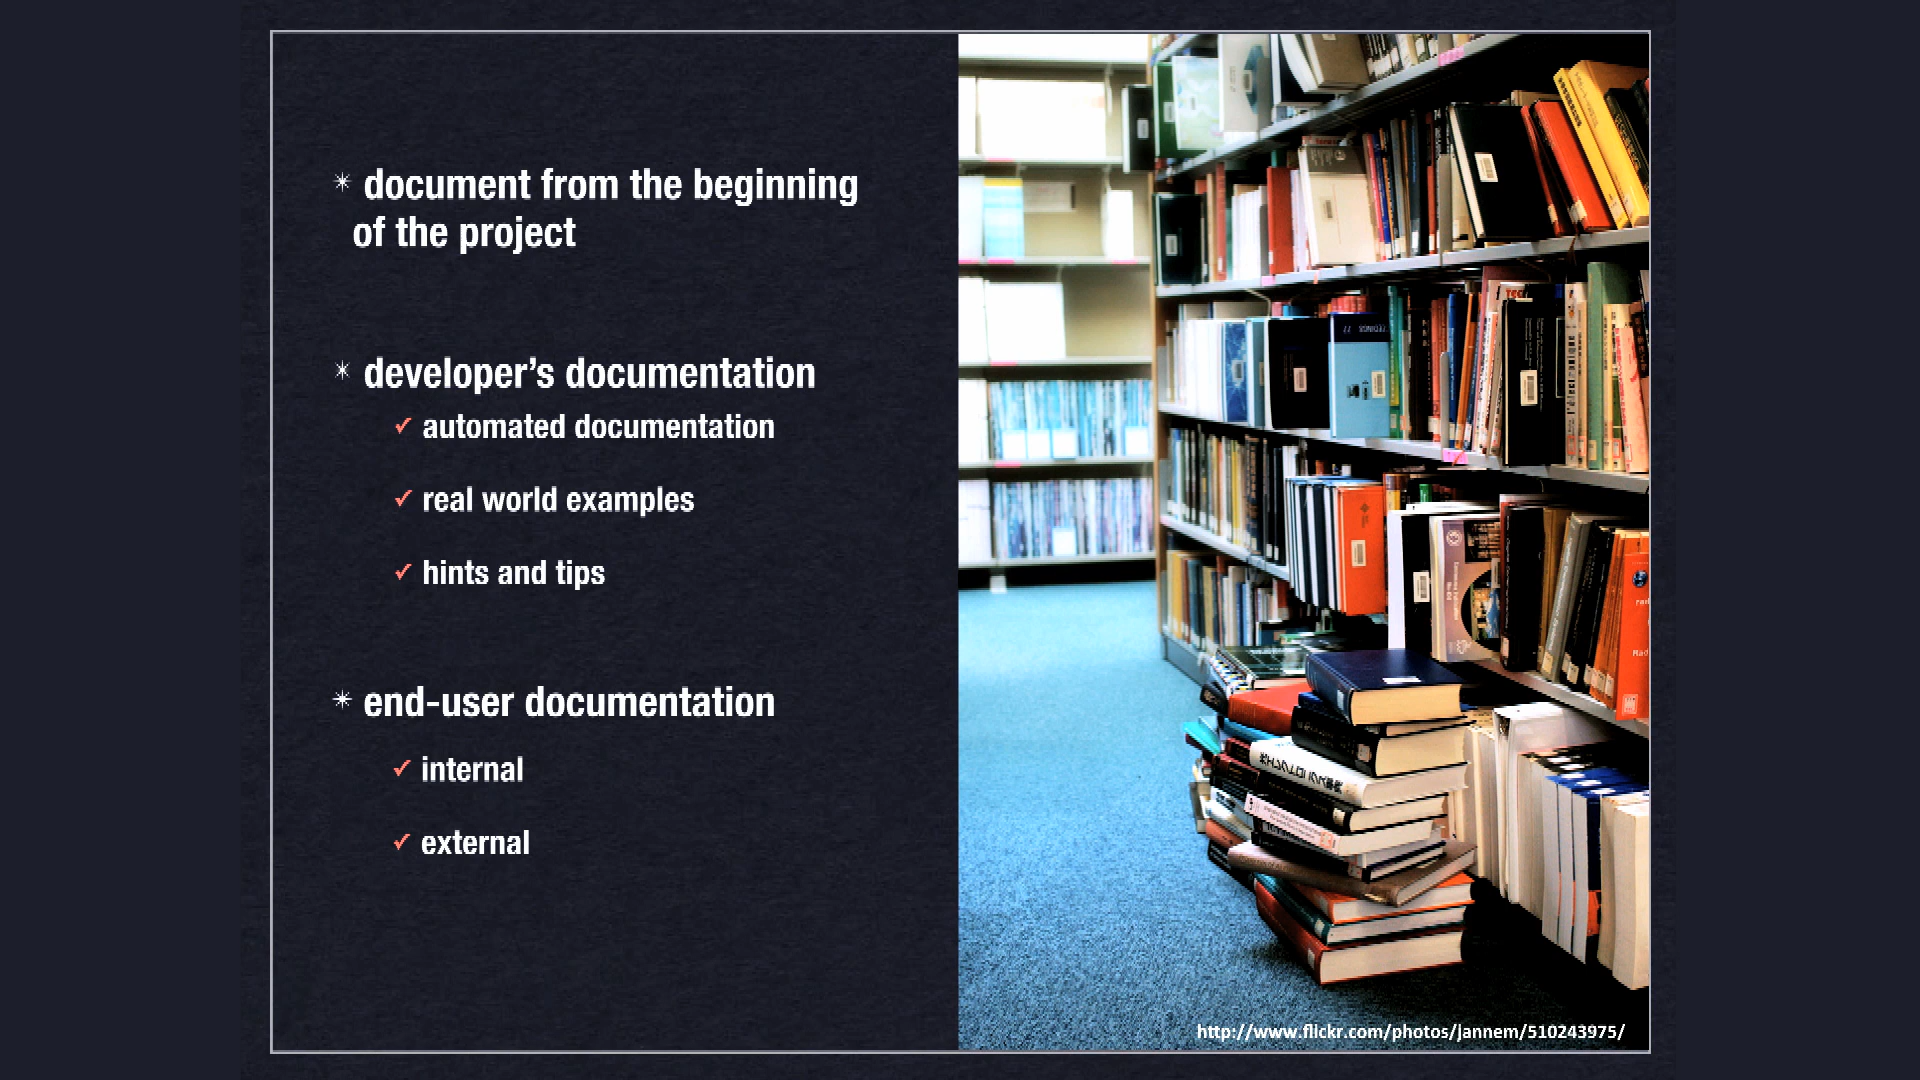 document from the beginning
of the project
developer’s documentation
✓ automated documentation
✓ real world examples
✓ hints and tips
end-user documentation
✓ internal
✓ external
http://www.flickr.com/photos/jannem/510243975/